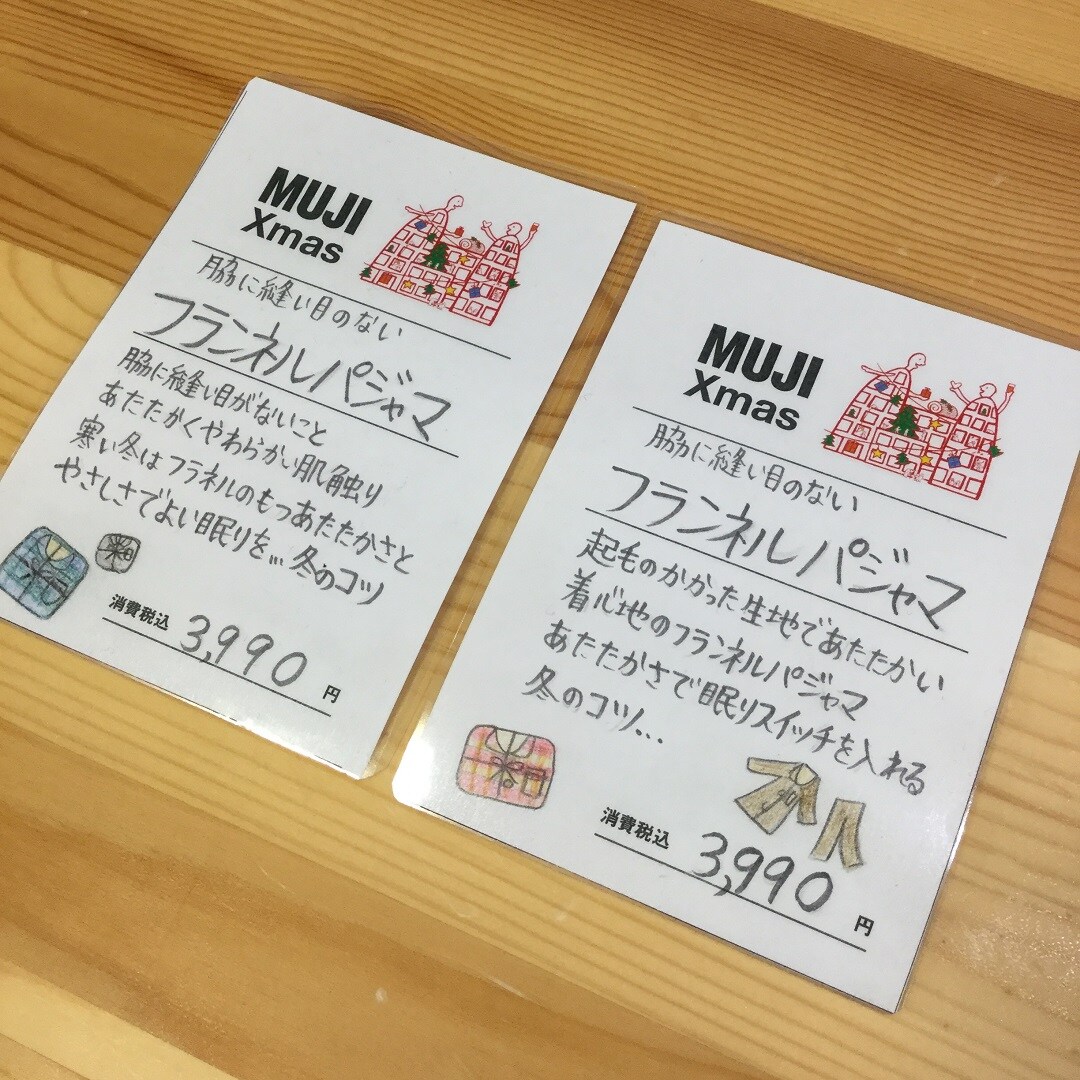 MUJI
Xmas
脇に縫い目のない
フランネルパジャマ
脇に縫い目がないこと
あたたかくやわらかい肌触り
寒い冬はフラネルのもつあたたかさと
やさしさでよい眠りを…冬のコツ
消費税込 3,990 円
MUJI
Xmas
脇に縫い目のない
フランネルパジャマ
起毛のかかった生地であたたかい
着心地のフランネルパジャマ
あたたかさで眠りスイッチを入れる
冬のコツ…
消費税込 3,990 円